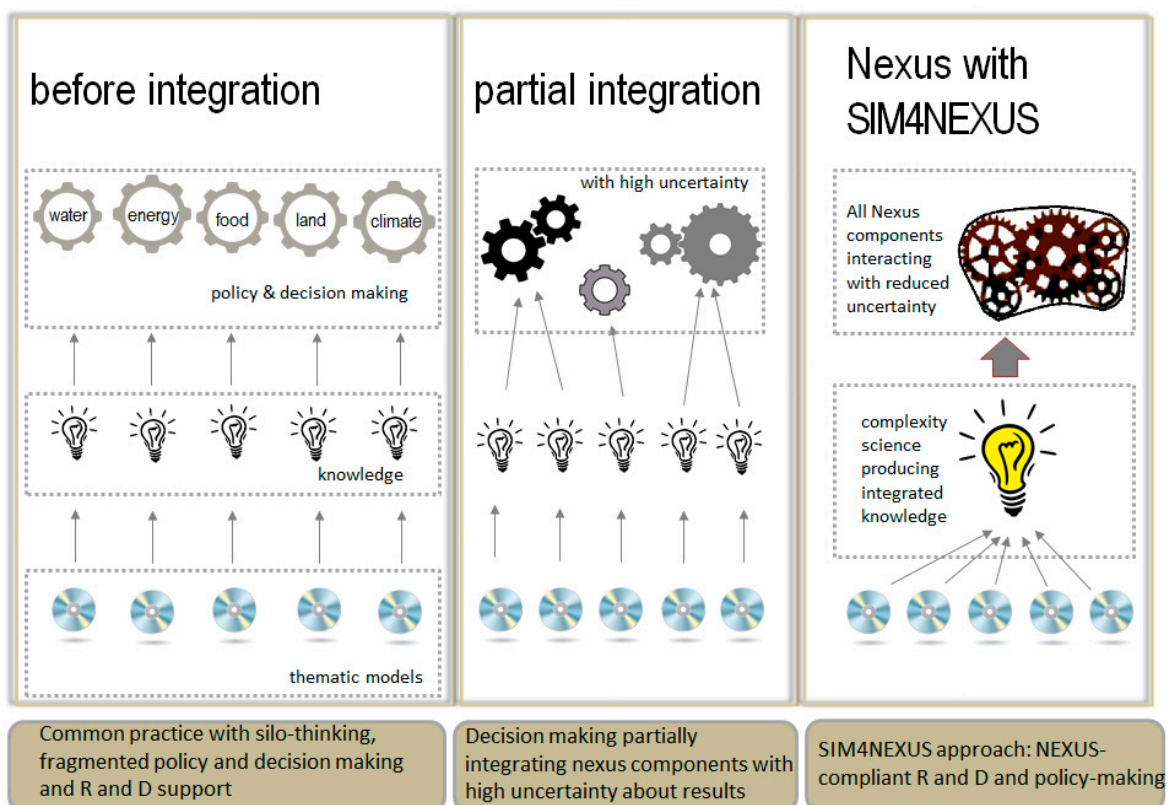 before integration
water
energy
food
land
climate
policy & decision making
knowledge
thematic models
Common practice with silo-thinking,
fragmented policy and decision making
and R and D support
partial integration
with high uncertainty
Decision making partially
integrating nexus components with
high uncertainty about results
Nexus with
SIM4NEXUS
All Nexus
components
interacting
with reduced
uncertainty
complexity
science
producing
integrated
knowledge
SIM4NEXUS approach: NEXUS-
compliant R and D and policy-making